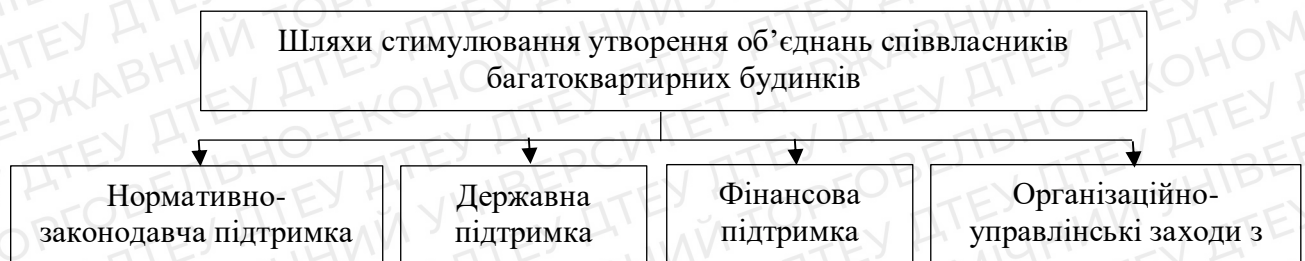 Шляхи стимулювання утворення об’єднань співвласників
багатоквартирних будинків
Нормативно-
законодавча підтримка
Державна
підтримка
Фінансова
підтримка
Організаційно-
управлінські заходи з